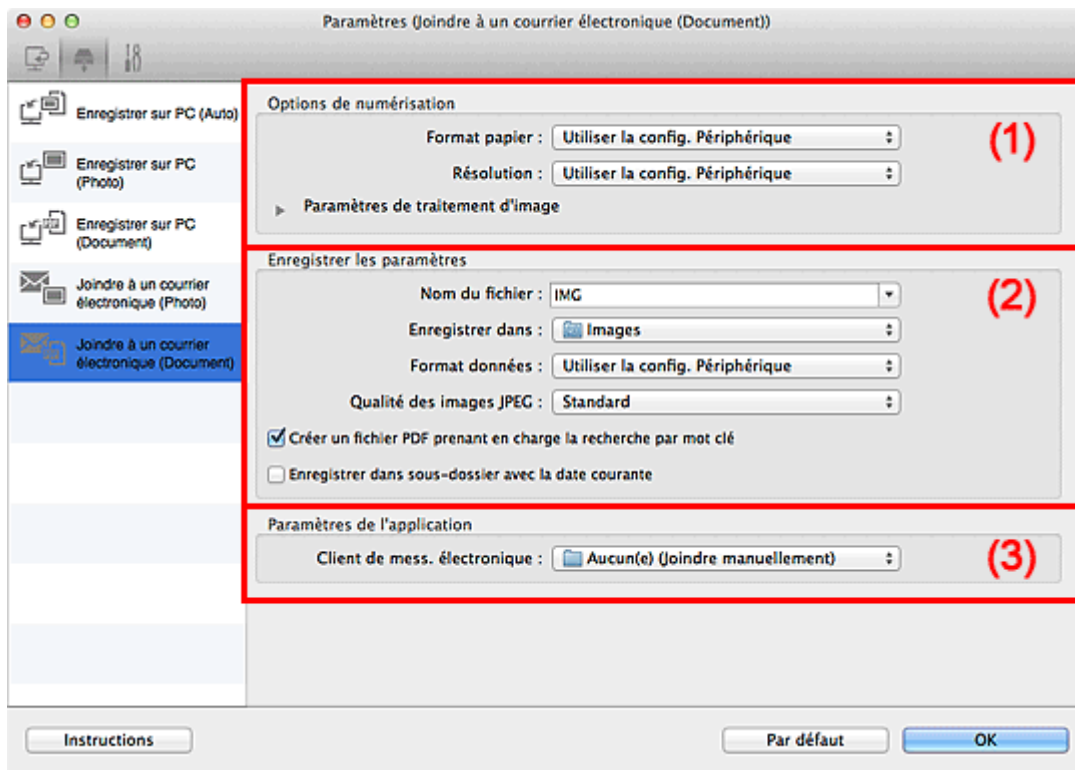 Paramètres (Joindre à un courrier électronique (Document))
Enregistrer sur PC (Auto)
Enregistrer sur PC
(Photo)
Enregistrer sur PC
(Document)
Joindre à un courrier
électronique (Photo)
Joindre à un courrier
électronique (Document)
Options de numérisation
(1)
Format papier : Utiliser la config. Périphérique
Résolution : Utiliser la config. Périphérique
Paramètres de traitement d'image
Enregistrer les paramètres
(2)
Nom du fichier : IMG
Enregistrer dans : Images
Format données : Utiliser la config. Périphérique
Qualité des images JPEG : Standard
Créer un fichier PDF prenant en charge la recherche par mot clé
Enregistrer dans sous-dossier avec la date courante
Paramètres de l'application
(3)
Client de mess. électronique : Aucun(e) (Joindre manuellement)
Instructions
Par défaut
OK